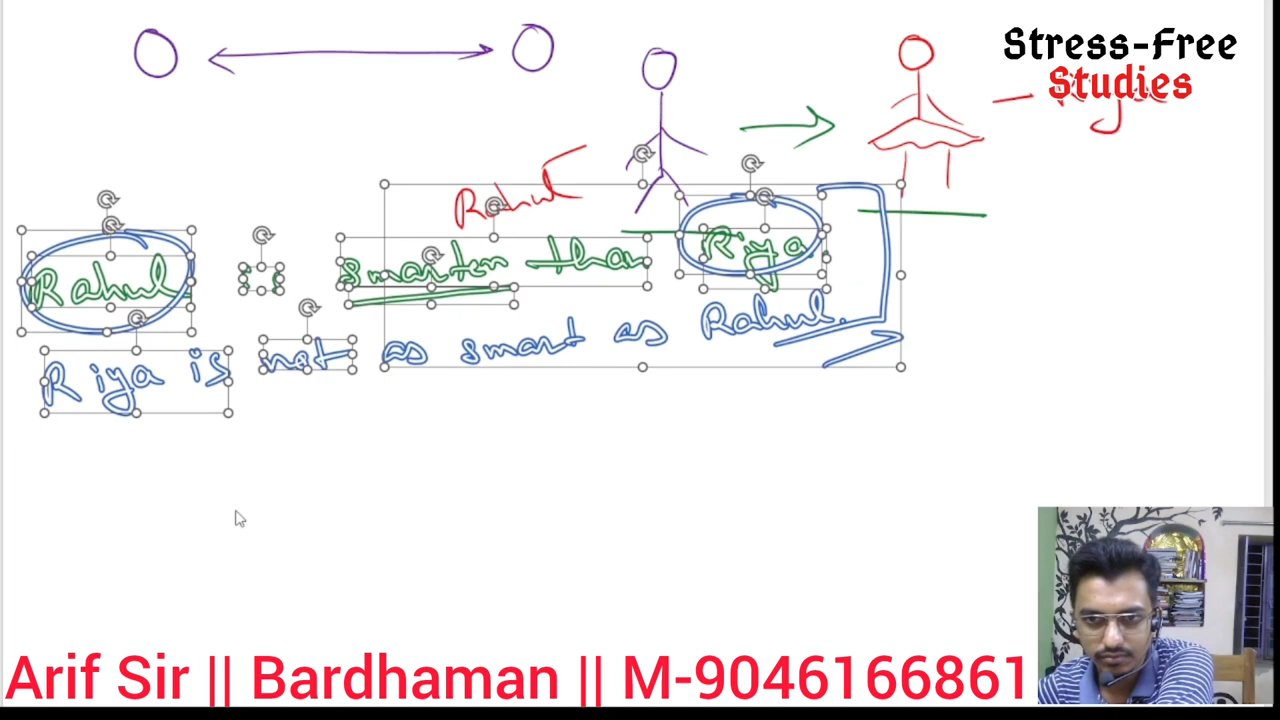 Stress-Free
Studies
Rahul
Rahul is smarter than Riya.
Riya is not as smart as Rahul.
Arif Sir || Bardhaman || M-9046166861